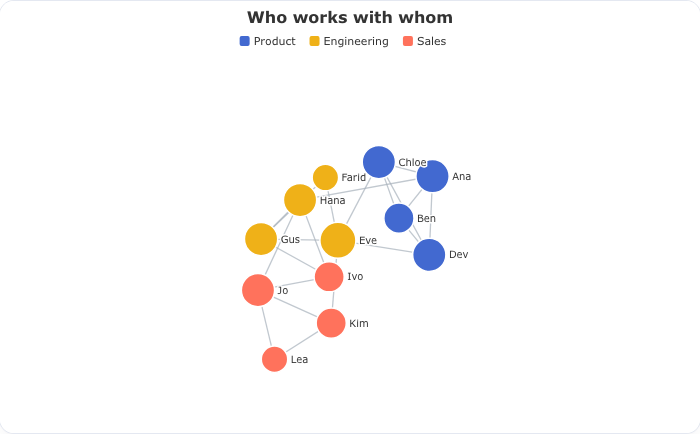 Who works with whom
Product Engineering Sales
Chloe
Ana
Farid
Hana
Ben
Gus
Eve
Dev
Ivo
Jo
Kim
Lea